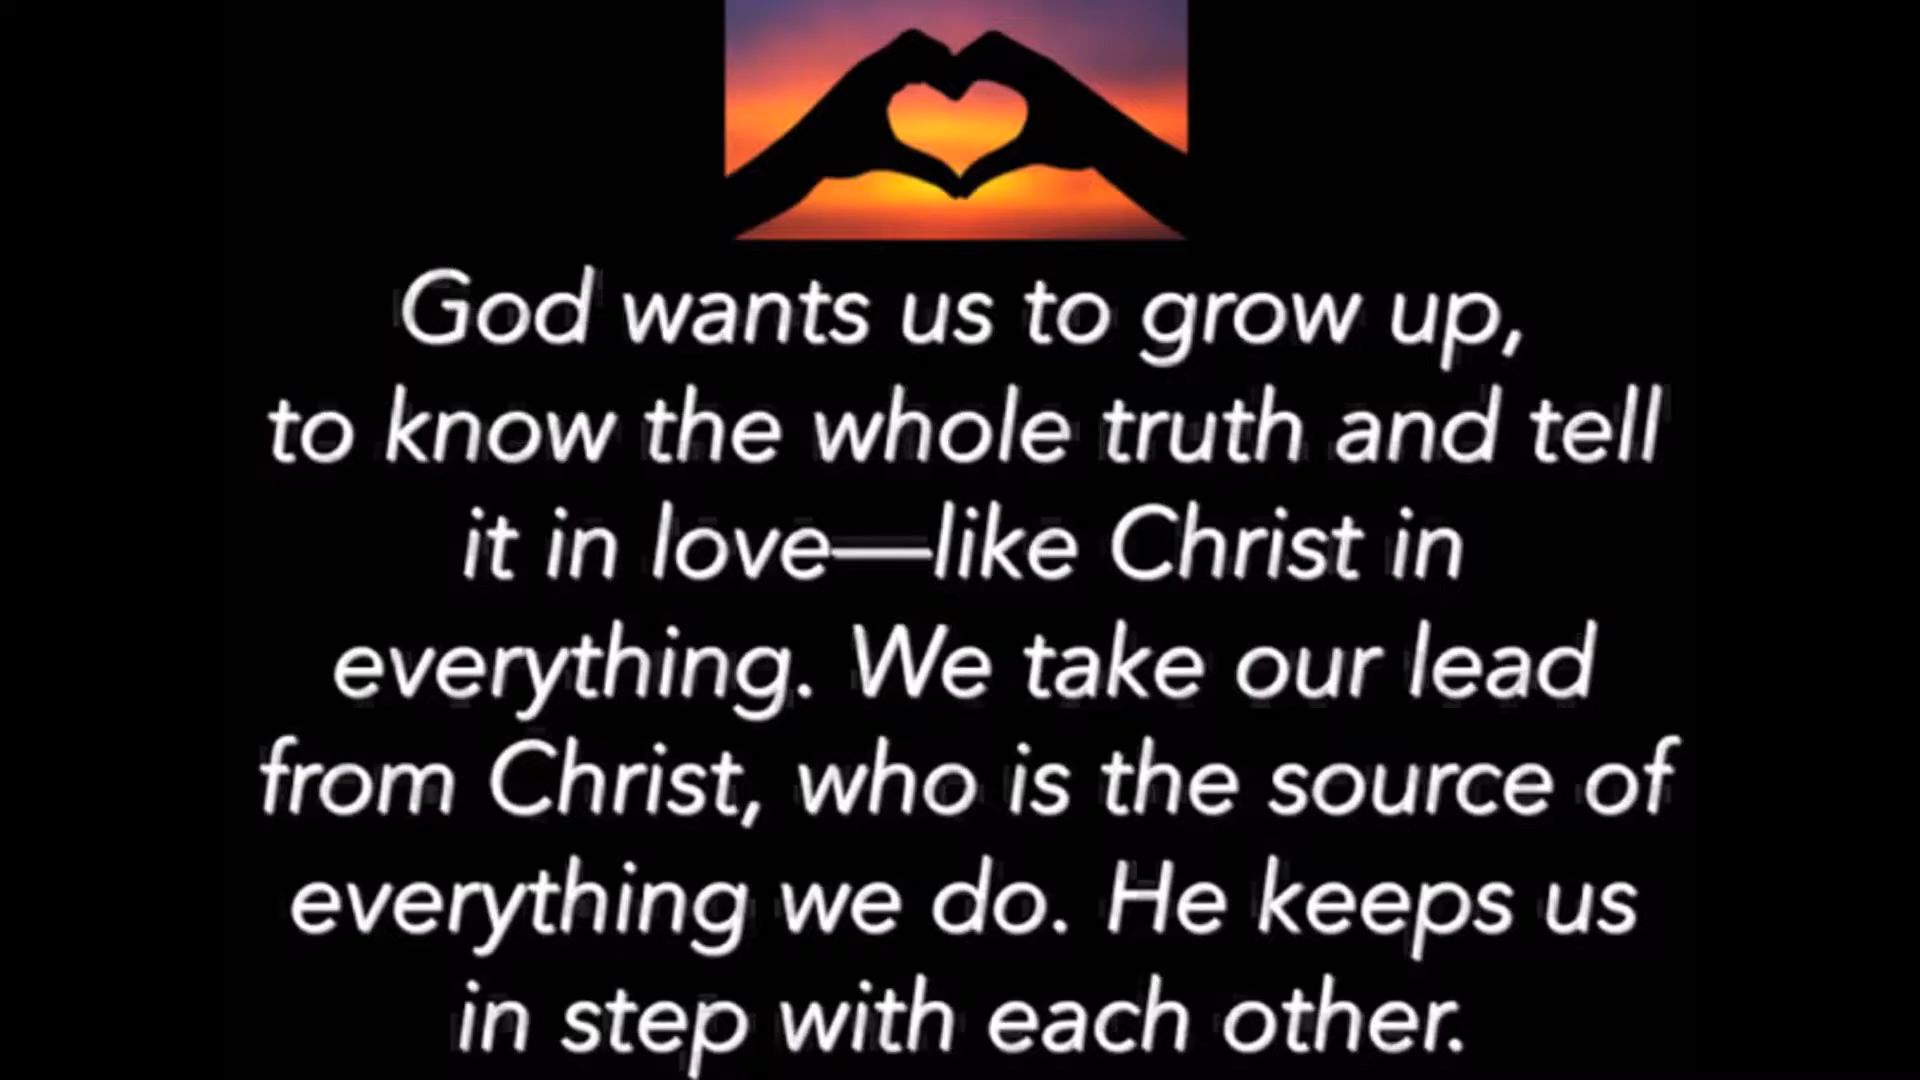 God wants us to grow up,
to know the whole truth and tell
it in love—like Christ in
everything. We take our lead
from Christ, who is the source of
everything we do. He keeps us
in step with each other.